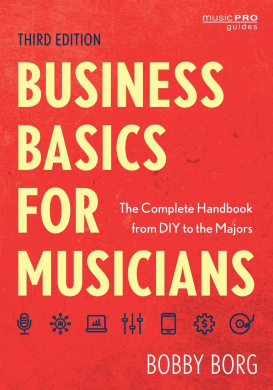 music PRO
guides
THIRD EDITION
BUSINESS
BASICS
FOR
MUSICIANS
The Complete Handbook
from DIY to the Majors
BOBBY BORG